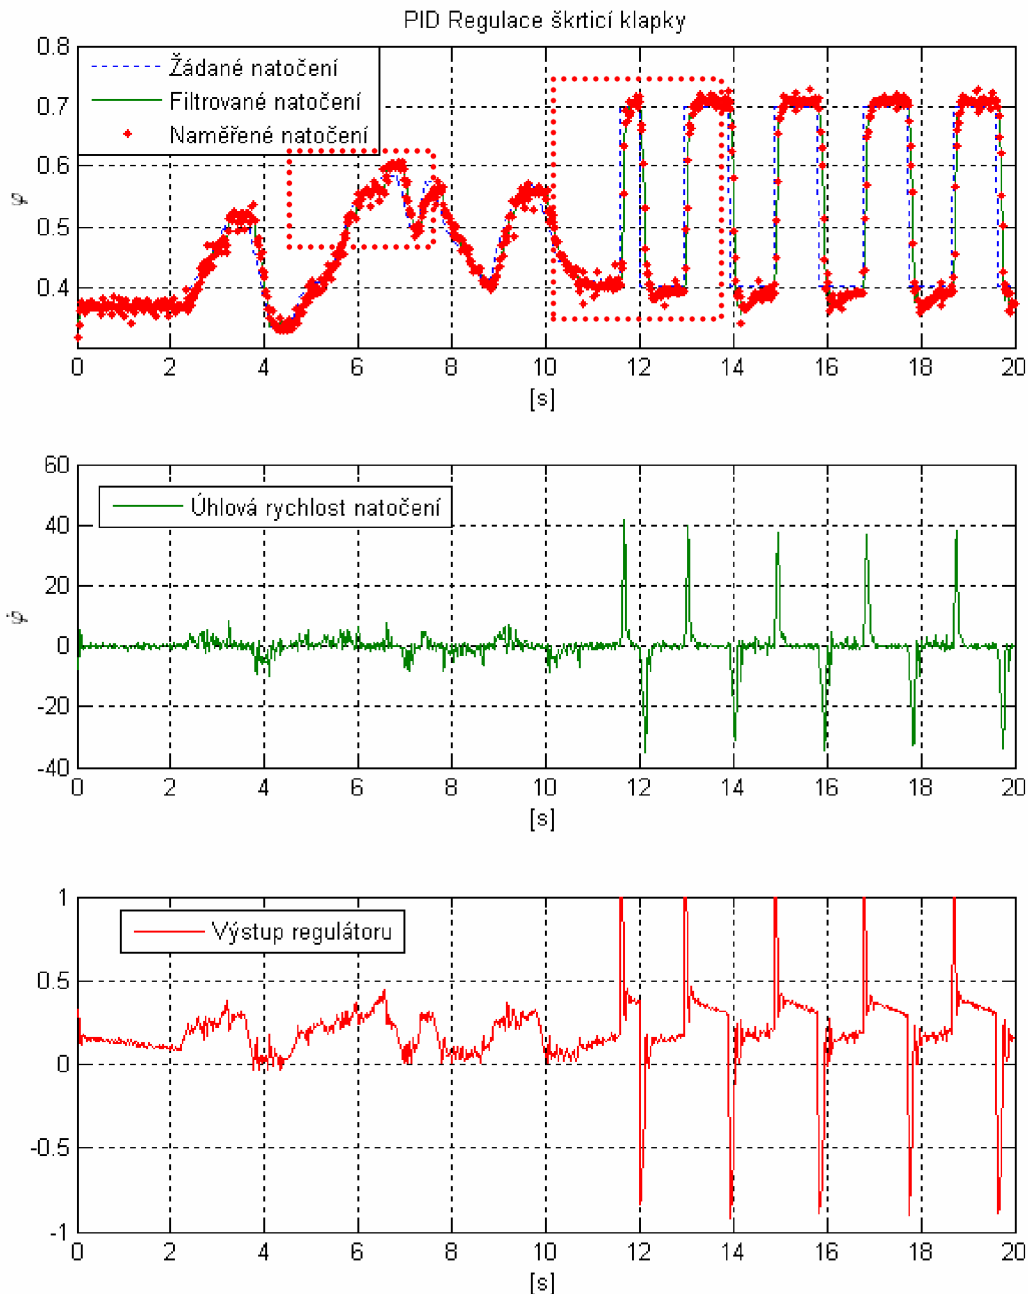 PID Regulace škrticí klapky
0.8
0.7
0.6
0.5
0.4
φ
Žádané natočení
Filtrované natočení
Naměřené natočení
0 2 4 6 8 10 12 14 16 18 20
[s]
60
40
20
0
-20
-40
φ̇
Úhlová rychlost natočení
0 2 4 6 8 10 12 14 16 18 20
[s]
1
0.5
0
-0.5
-1
Výstup regulátoru
0 2 4 6 8 10 12 14 16 18 20
[s]